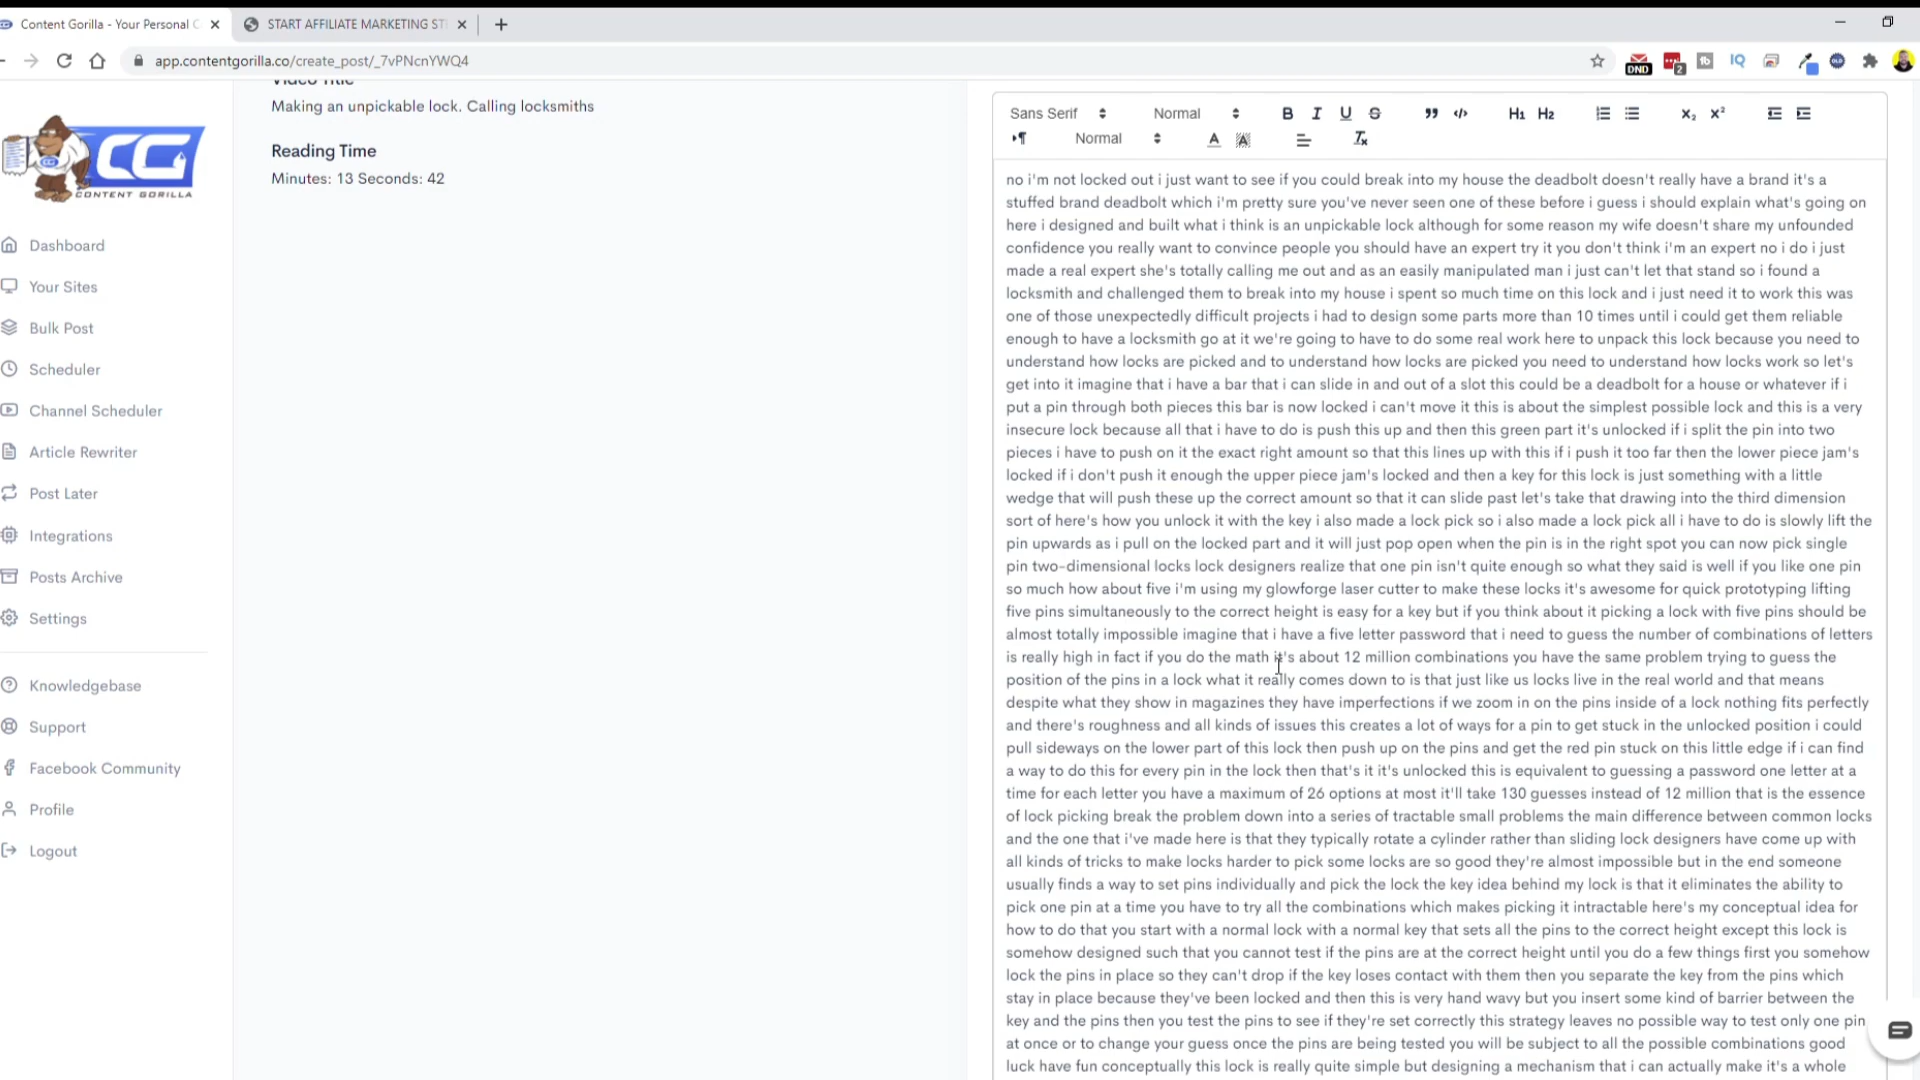 Content Gorilla - Your Personal C
START AFFILIATE MARKETING ST
app.contentgorilla.co/create_post/_7vPNcnYWQ4
DND
2
CG
CONTENT GORILLA
Dashboard
Your Sites
Bulk Post
Scheduler
Channel Scheduler
Article Rewriter
Post Later
Integrations
Posts Archive
Settings
Knowledgebase
Support
Facebook Community
Profile
Logout
Video Title
Making an unpickable lock. Calling locksmiths
Reading Time
Minutes: 13 Seconds: 42
Sans Serif Normal B I U S H1 H2
Normal
no i'm not locked out i just want to see if you could break into my house the deadbolt doesn't really have a brand it's a
stuffed brand deadbolt which i'm pretty sure you've never seen one of these before i guess i should explain what's going on
here i designed and built what i think is an unpickable lock although for some reason my wife doesn't share my unfounded
confidence you really want to convince people you should have an expert try it you don't think i'm an expert no i do i just
made a real expert she's totally calling me out and as an easily manipulated man i just can't let that stand so i found a
locksmith and challenged them to break into my house i spent so much time on this lock and i just need it to work this was
one of those unexpectedly difficult projects i had to design some parts more than 10 times until i could get them reliable
enough to have a locksmith go at it we're going to have to do some real work here to unpack this lock because you need to
understand how locks are picked and to understand how locks are picked you need to understand how locks work so let's
get into it imagine that i have a bar that i can slide in and out of a slot this could be a deadbolt for a house or whatever if i
put a pin through both pieces this bar is now locked i can't move it this is about the simplest possible lock and this is a very
insecure lock because all that i have to do is push this up and then this green part it's unlocked if i split the pin into two
pieces i have to push on it the exact right amount so that this lines up with this if i push it too far then the lower piece jam's
locked if i don't push it enough the upper piece jam's locked and then a key for this lock is just something with a little
wedge that will push these up the correct amount so that it can slide past let's take that drawing into the third dimension
sort of here's how you unlock it with the key i also made a lock pick so i also made a lock pick all i have to do is slowly lift the
pin upwards as i pull on the locked part and it will just pop open when the pin is in the right spot you can now pick single
pin two-dimensional locks lock designers realize that one pin isn't quite enough so what they said is well if you like one pin
so much how about five i'm using my glowforge laser cutter to make these locks it's awesome for quick prototyping lifting
five pins simultaneously to the correct height is easy for a key but if you think about it picking a lock with five pins should be
almost totally impossible imagine that i have a five letter password that i need to guess the number of combinations of letters
is really high in fact if you do the math it's about 12 million combinations you have the same problem trying to guess the
position of the pins in a lock what it really comes down to is that just like us locks live in the real world and that means
despite what they show in magazines they have imperfections if we zoom in on the pins inside of a lock nothing fits perfectly
and there's roughness and all kinds of issues this creates a lot of ways for a pin to get stuck in the unlocked position i could
pull sideways on the lower part of this lock then push up on the pins and get the red pin stuck on this little edge if i can find
a way to do this for every pin in the lock then that's it it's unlocked this is equivalent to guessing a password one letter at a
time for each letter you have a maximum of 26 options at most it'll take 130 guesses instead of 12 million that is the essence
of lock picking break the problem down into a series of tractable small problems the main difference between common locks
and the one that i've made here is that they typically rotate a cylinder rather than sliding lock designers have come up with
all kinds of tricks to make locks harder to pick some locks are so good they're almost impossible but in the end someone
usually finds a way to set pins individually and pick the lock the key idea behind my lock is that it eliminates the ability to
pick one pin at a time you have to try all the combinations which makes picking it intractable here's my conceptual idea for
how to do that you start with a normal lock with a normal key that sets all the pins to the correct height except this lock is
somehow designed such that you cannot test if the pins are at the correct height until you do a few things first you somehow
lock the pins in place so they can't drop if the key loses contact with them then you separate the key from the pins which
stay in place because they've been locked and then this is very hand wavy but you insert some kind of barrier between the
key and the pins then you test the pins to see if they're set correctly this strategy leaves no possible way to test only one pin
at once or to change your guess once the pins are being tested you will be subject to all the possible combinations good
luck have fun conceptually this lock is really quite simple but designing a mechanism that i can actually make it's a whole